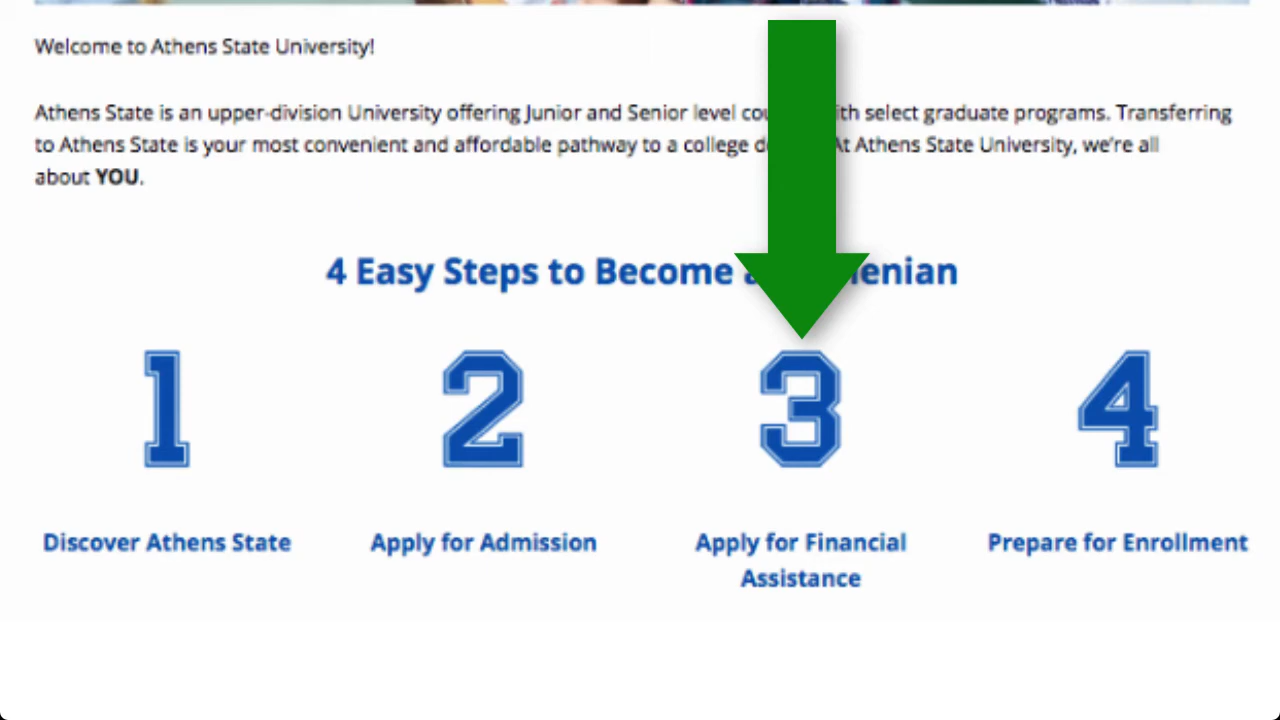 Welcome to Athens State University!
Athens State is an upper-division University offering Junior and Senior level with select graduate programs. Transferring
to Athens State is your most convenient and affordable pathway to a college At Athens State University, we're all
about YOU.
4 Easy Steps to Become
1
2
3
4
Discover Athens State
Apply for Admission
Apply for Financial
Assistance
Prepare for Enrollment